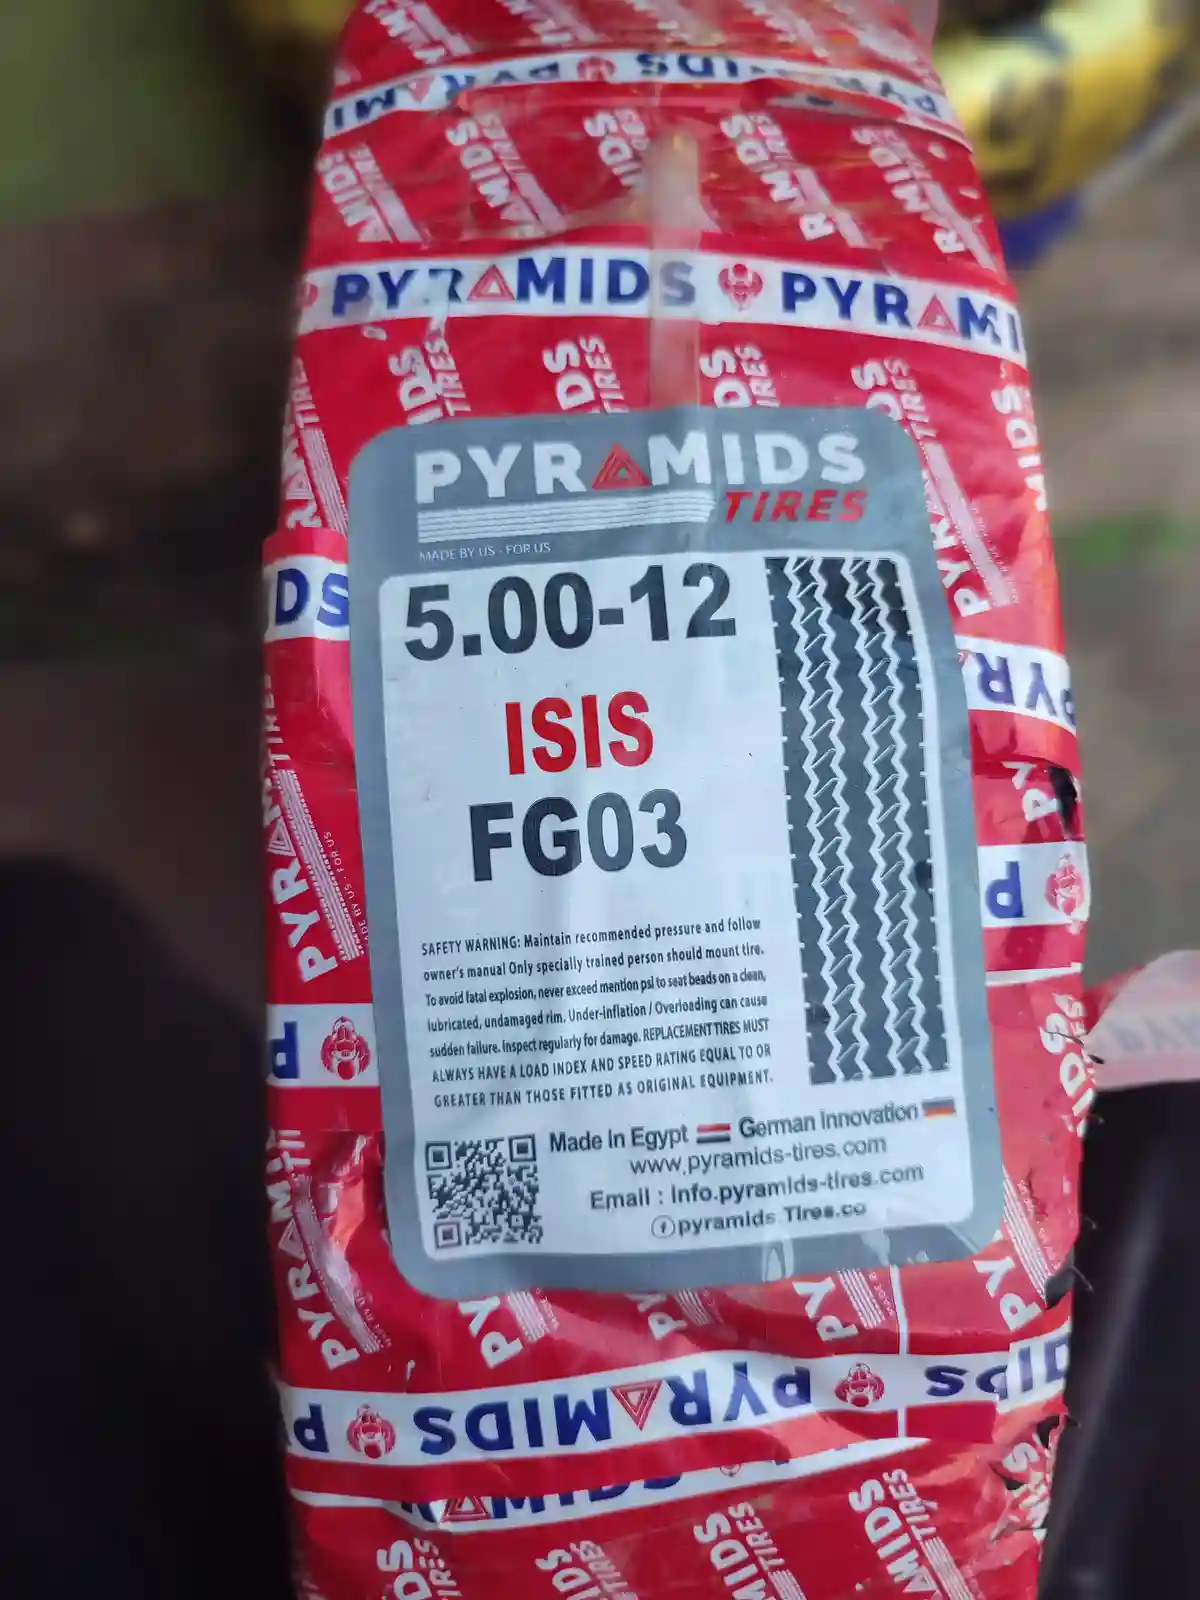 PYRAMIDS PYRAMI
PYRAMIDS
TIRES
MADE BY US - FOR US
5.00-12
ISIS
FG03
SAFETY WARNING: Maintain recommended pressure and follow
owner's manual Only specially trained person should mount tire.
To avoid fatal explosion, never exceed mention psi to seat beads on a clean,
lubricated, undamaged rim. Under-inflation / Overloading can cause
sudden failure. Inspect regularly for damage. REPLACEMENT TIRES MUST
ALWAYS HAVE A LOAD INDEX AND SPEED RATING EQUAL TO OR
GREATER THAN THOSE FITTED AS ORIGINAL EQUIPMENT.
Made In Egypt German Innovation
www.pyramids-tires.com
Email : Info.pyramids-tires.com
pyramids Tires.co
PYRAMIDS